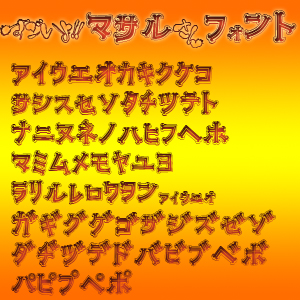 すごいよ!!マサルさんフォント
アイウエオカキクケコ
サシスセソタチツテト
ナニヌネノハヒフヘホ
マミムメモヤユヨ
ラリルレロワヲンァィゥェォ
ガギグゲゴザジズゼゾ
ダヂヅデドバビブベボ
パピプペポ